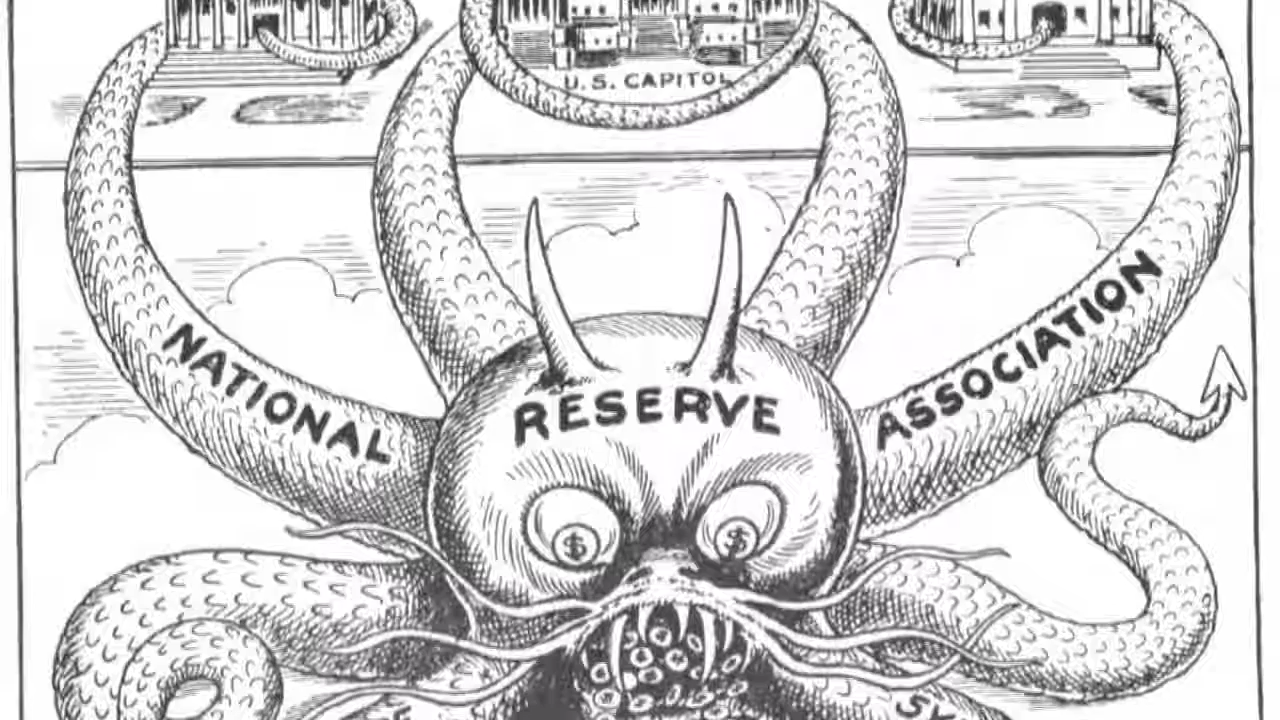 U.S. CAPITOL
NATIONAL
RESERVE
ASSOCIATION
$ $